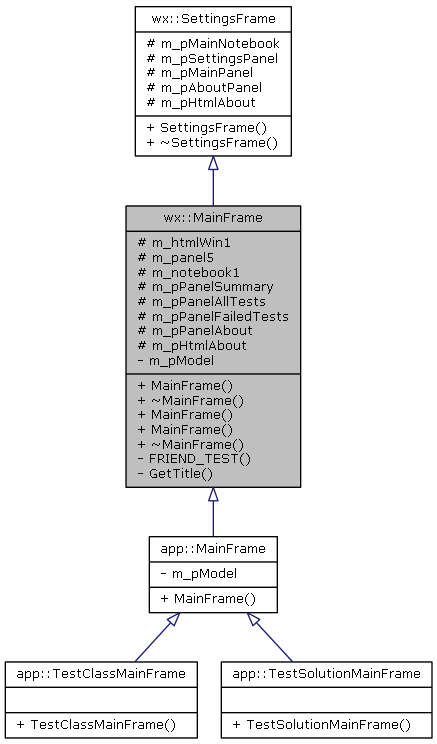 wx::SettingsFrame
# m_pMainNotebook
# m_pSettingsPanel
# m_pMainPanel
# m_pAboutPanel
# m_pHtmlAbout
+ SettingsFrame()
+ ~SettingsFrame()
wx::MainFrame
# m_htmlWin1
# m_panel5
# m_notebook1
# m_pPanelSummary
# m_pPanelAllTests
# m_pPanelFailedTests
# m_pPanelAbout
# m_pHtmlAbout
- m_pModel
+ MainFrame()
+ ~MainFrame()
+ MainFrame()
+ MainFrame()
+ ~MainFrame()
- FRIEND_TEST()
- GetTitle()
app::MainFrame
- m_pModel
+ MainFrame()
app::TestClassMainFrame
+ TestClassMainFrame()
app::TestSolutionMainFrame
+ TestSolutionMainFrame()